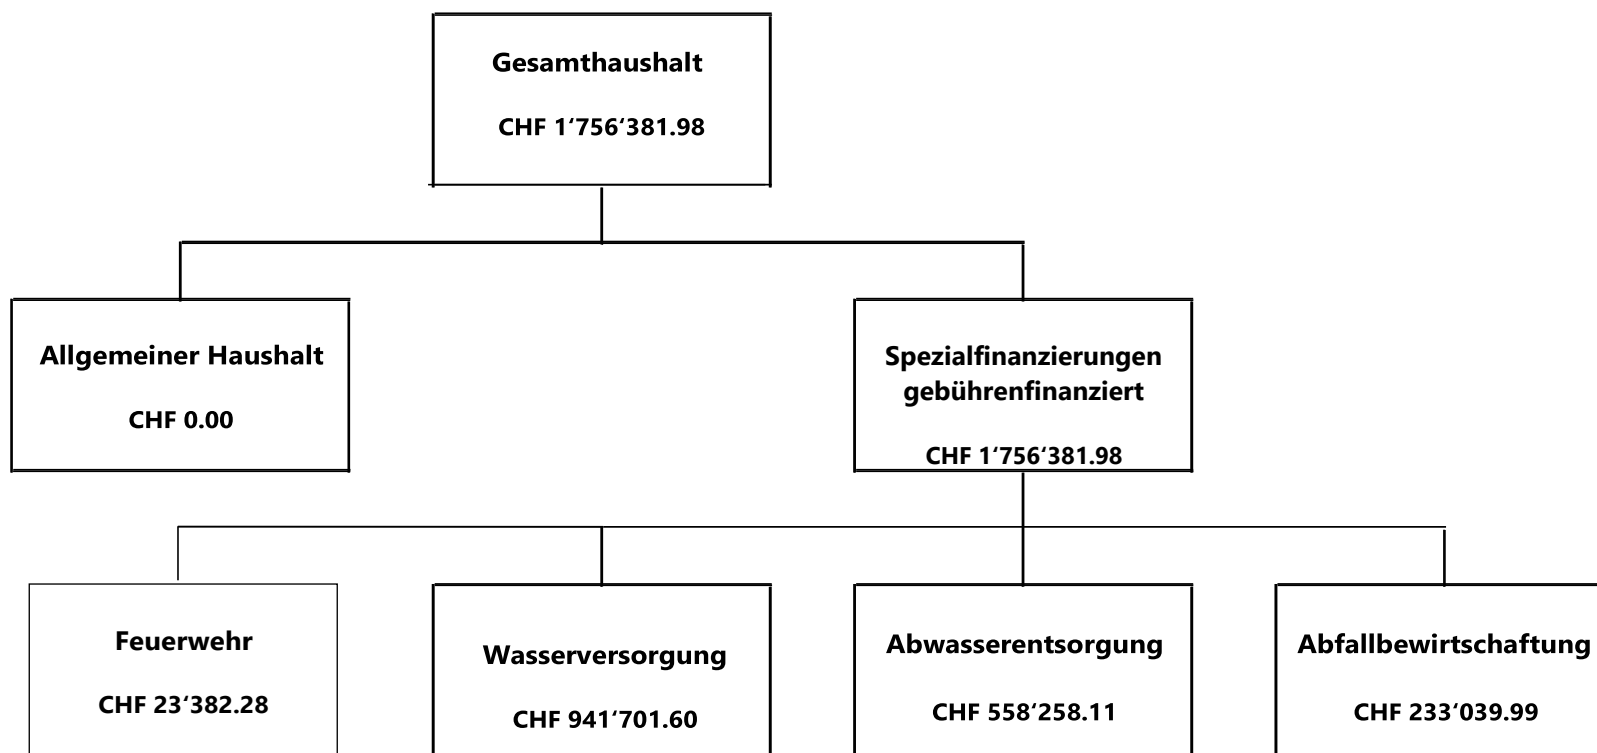 Gesamthaushalt
CHF 1‘756‘381.98
Allgemeiner Haushalt
CHF 0.00
Spezialfinanzierungen
gebührenfinanziert
CHF 1‘756‘381.98
Feuerwehr
CHF 23‘382.28
Wasserversorgung
CHF 941‘701.60
Abwasserentsorgung
CHF 558‘258.11
Abfallbewirtschaftung
CHF 233‘039.99